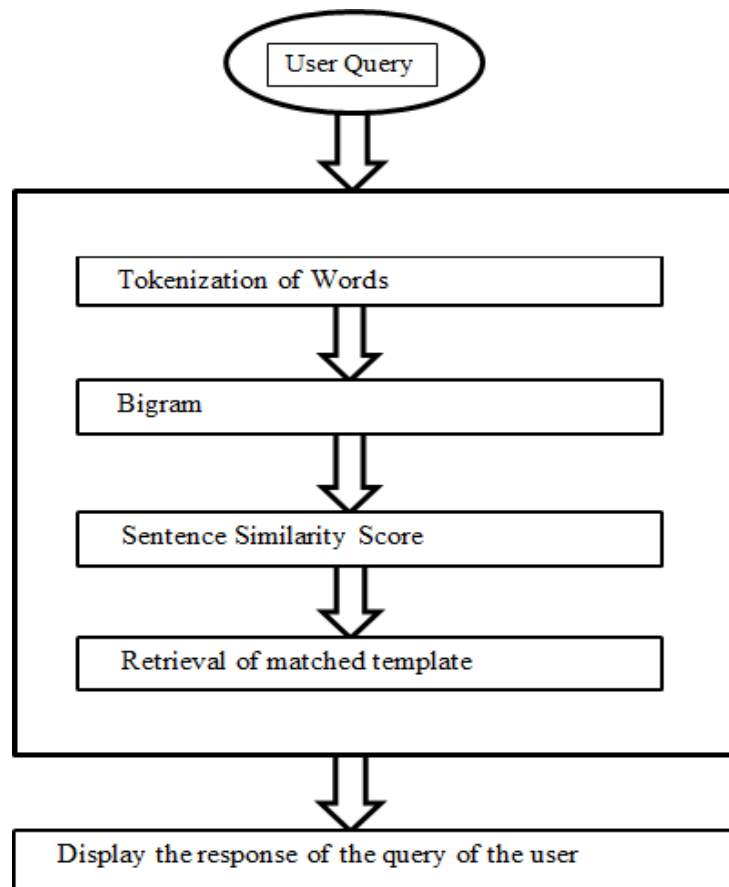 User Query
Tokenization of Words
Bigram
Sentence Similarity Score
Retrieval of matched template
Display the response of the query of the user